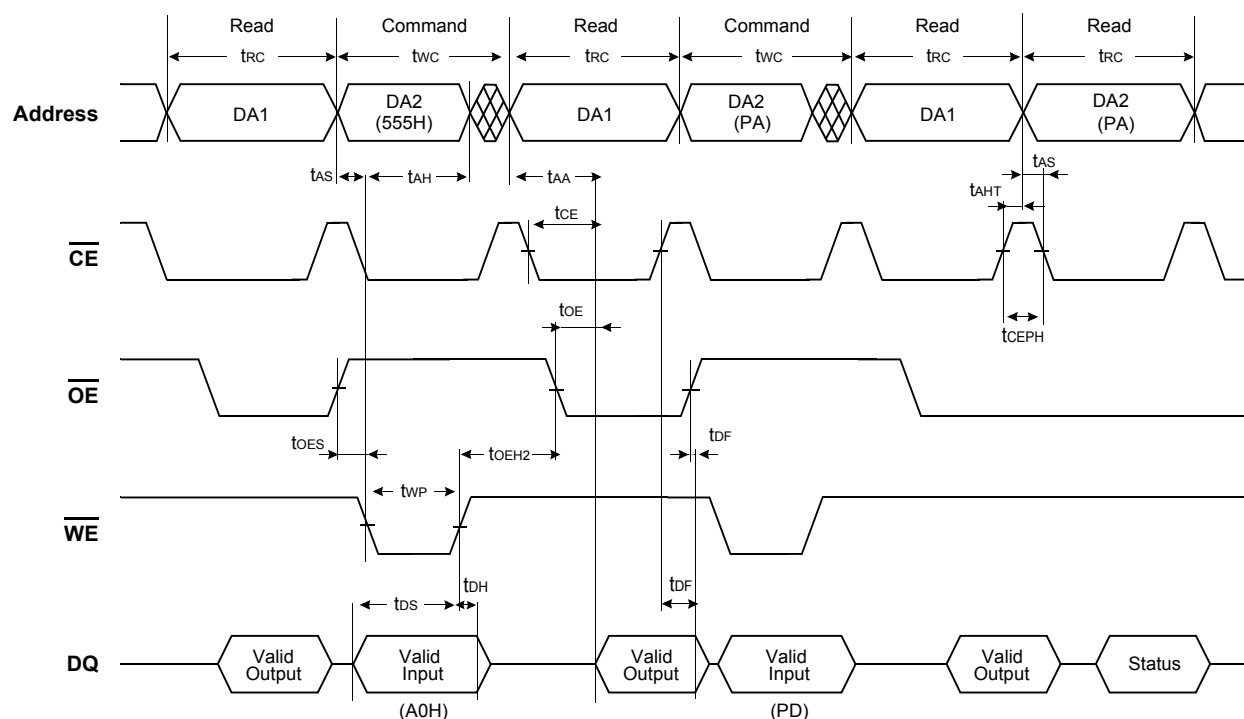 Read Command Read Command Read Read
tRC tWC tRC tWC tRC tRC
Address DA1 DA2 DA1 DA2 DA1 DA2
(555H) (PA) (PA)
tAS tAH tAA tAS
tAHT
tCE
CE
tOE
tCEPH
OE
tOES tOEH2 tDF
tWP
WE
tDS tDH tDF
DQ Valid Valid Valid Valid Valid Status
Output Input Output Input Output
(A0H) (PD)